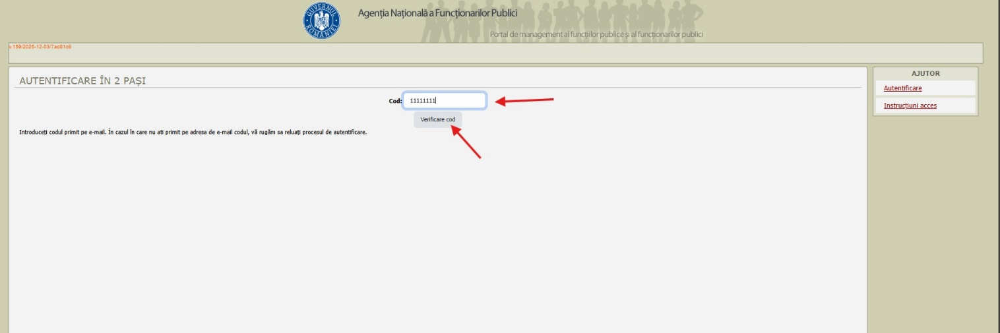 GUVERNUL ROMÂNIEI
Agenția Națională a Funcționarilor Publici
Portal de management al funcțiilor publice și al funcționarilor publici
v.159/2025-12-03/7ad81c8
AUTENTIFICARE ÎN 2 PAȘI
Cod: 11111111
Verificare cod
Introduceți codul primit pe e-mail. În cazul în care nu ati primit pe adresa de e-mail codul, vă rugăm sa reluați procesul de autentificare.
AJUTOR
Autentificare
Instrucțiuni acces